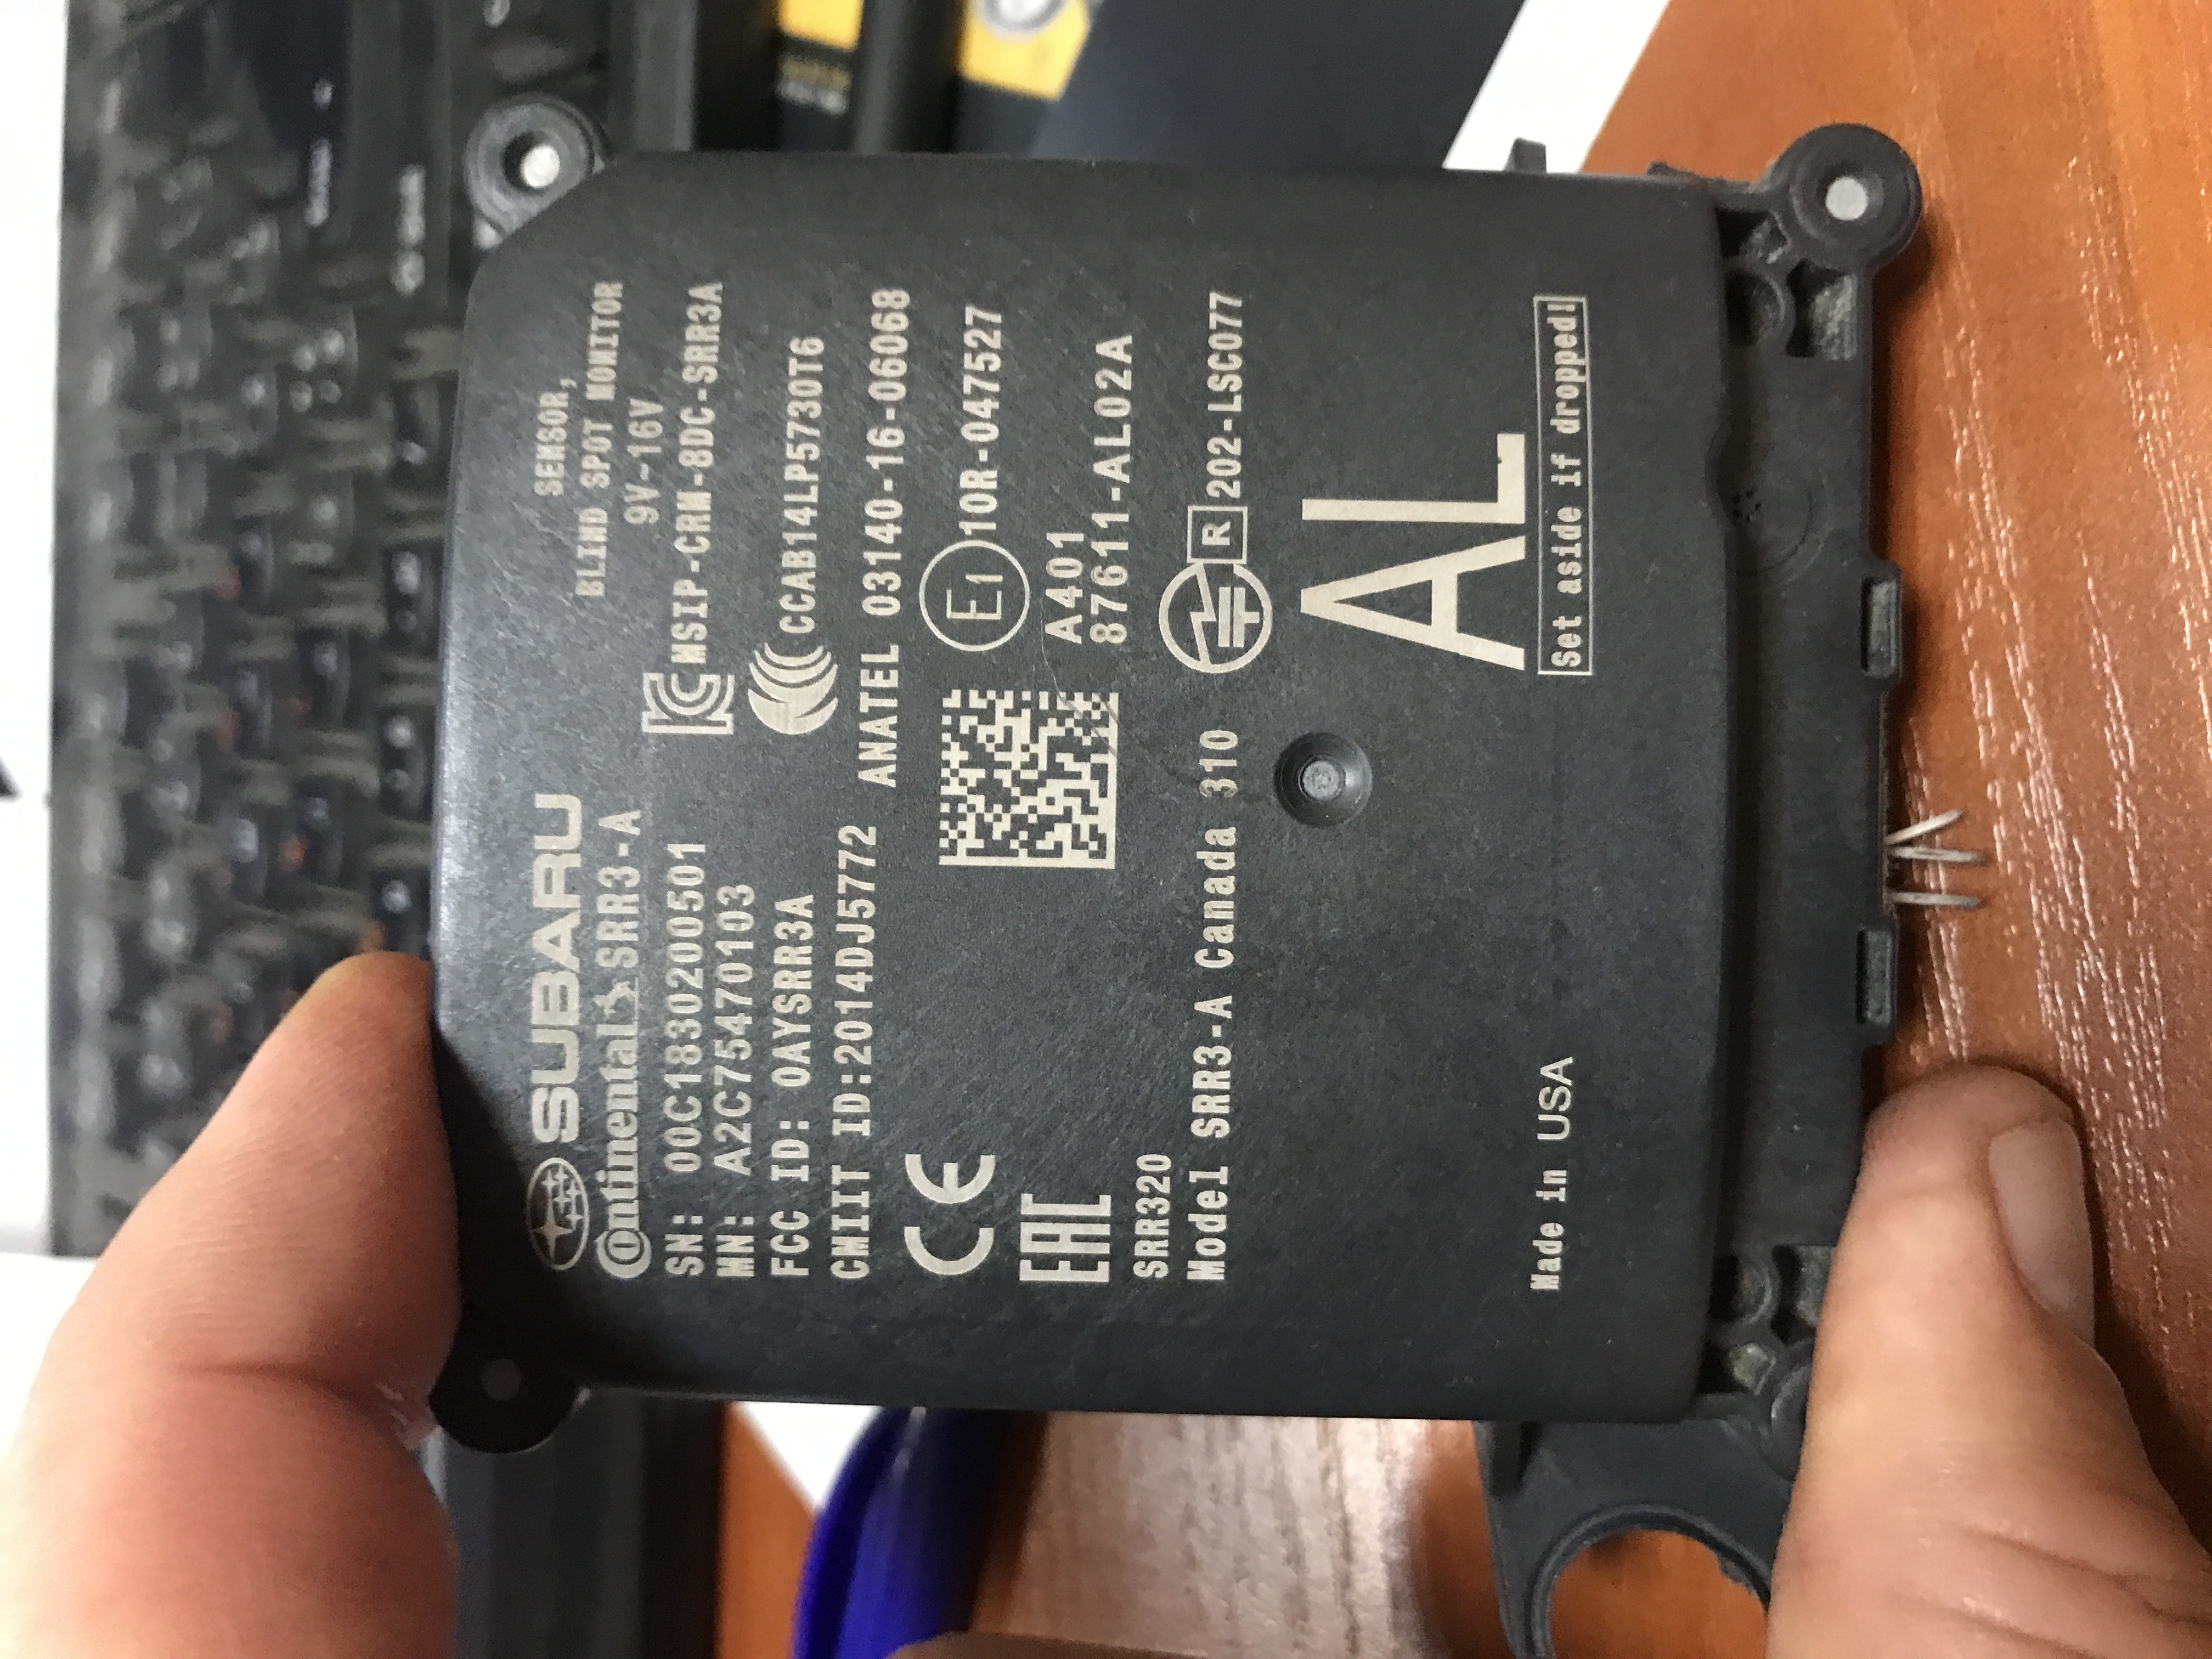 SUBARU
Continental SRR3-A
SN: 00C1830200501
MN: A2C75470103
FCC ID: OAYSRR3A
CMIIT ID:2014DJ5772
SENSOR,
BLIND SPOT MONITOR
9V-16V
MSIP-CRM-8DC-SRR3A
CCAB14LP5730T6
ANATEL 03140-16-06068
CE
EAC
E1 10R-047527
A401
87611-AL02A
R 202-LSC077
SRR320
Model SRR3-A Canada 310
AL
Made in USA
Set aside if dropped!